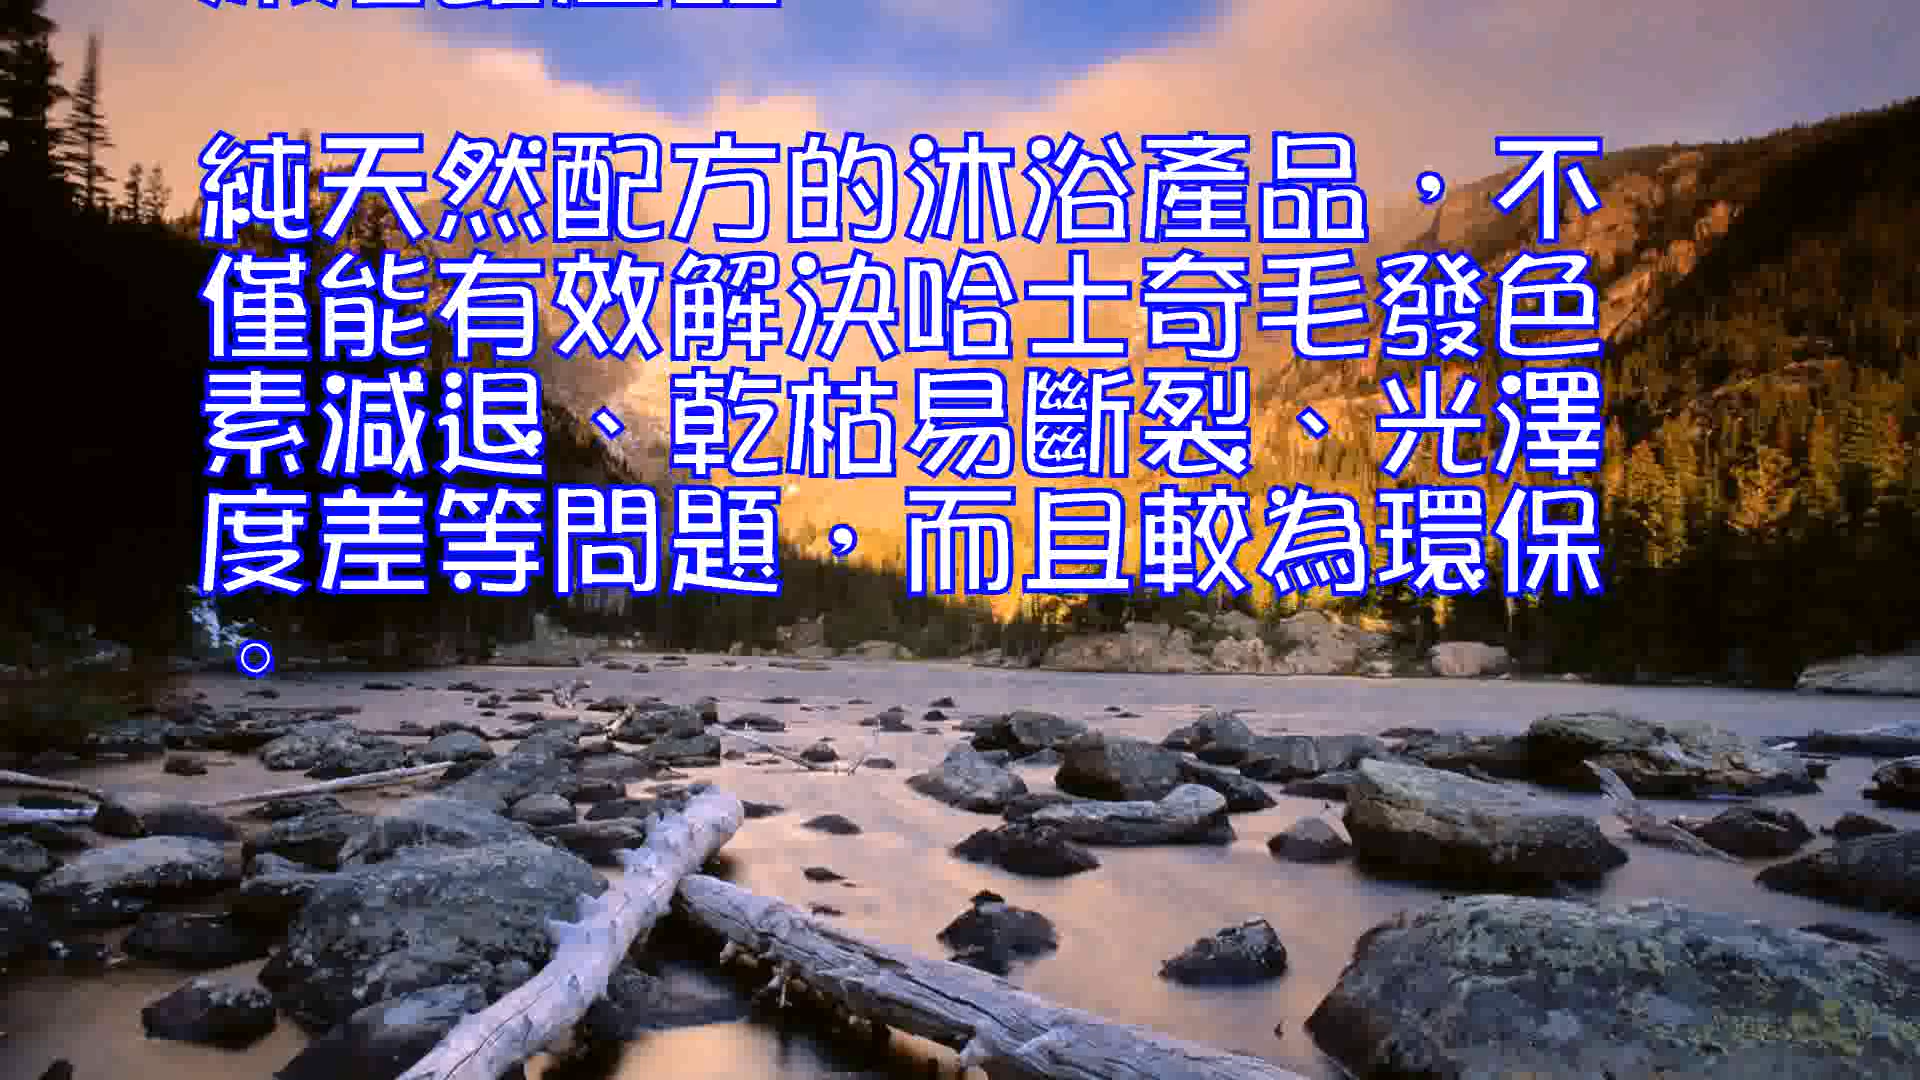 純天然配方的沐浴產品，不
僅能有效解決哈士奇毛發色
素減退、乾枯易斷裂、光澤
度差等問題，而且較為環保
。